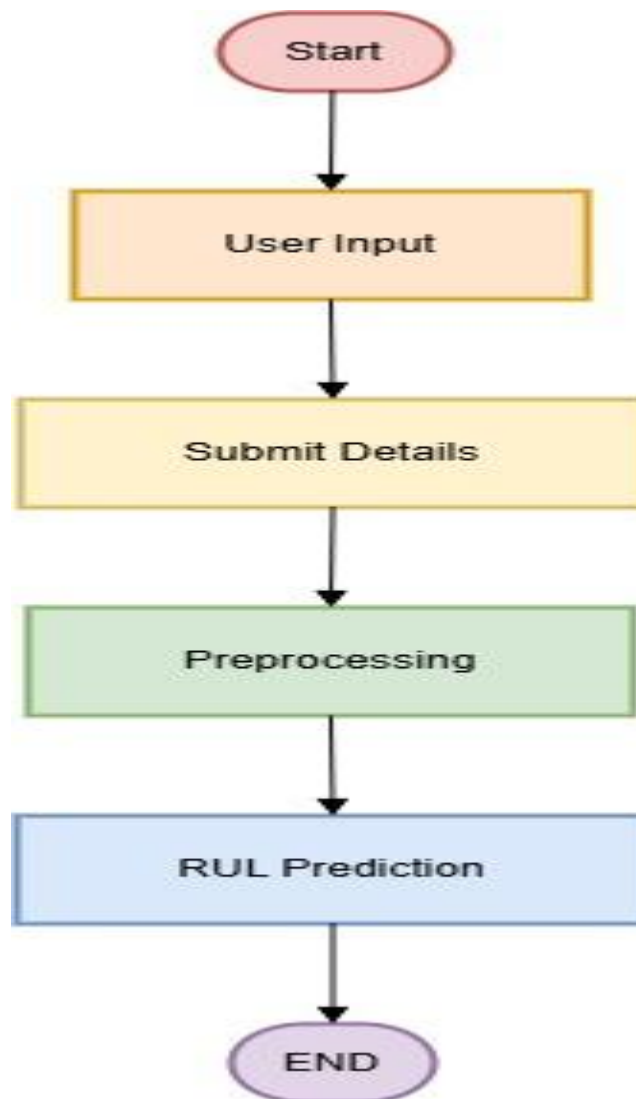 Start
User Input
Submit Details
Preprocessing
RUL Prediction
END